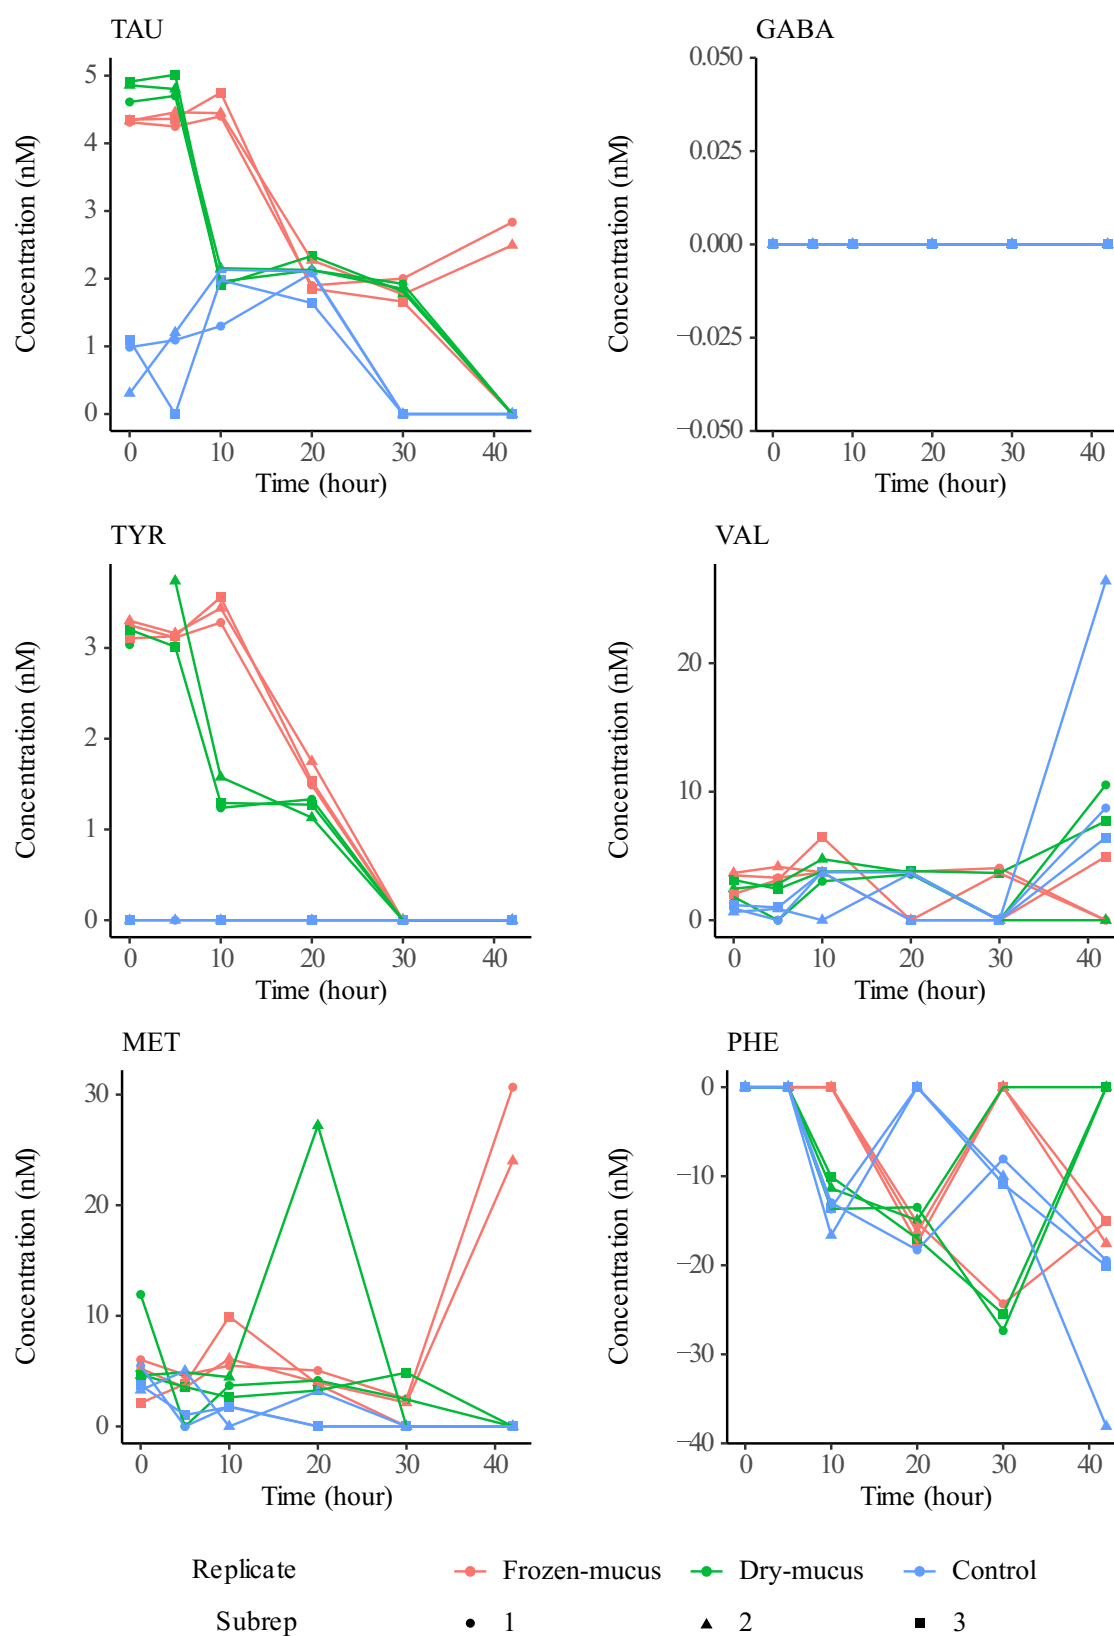 TAU
GABA
5
4
3
2
1
0
Concentration (nM)
0 10 20 30 40
Time (hour)
0.050
0.025
0.000
−0.025
−0.050
Concentration (nM)
0 10 20 30 40
Time (hour)
TYR
VAL
3
2
1
0
Concentration (nM)
0 10 20 30 40
Time (hour)
20
10
0
Concentration (nM)
0 10 20 30 40
Time (hour)
MET
PHE
30
20
10
0
Concentration (nM)
0 10 20 30 40
Time (hour)
0
−10
−20
−30
−40
Concentration (nM)
0 10 20 30 40
Time (hour)
Replicate Frozen-mucus Dry-mucus Control
Subrep 1 2 3